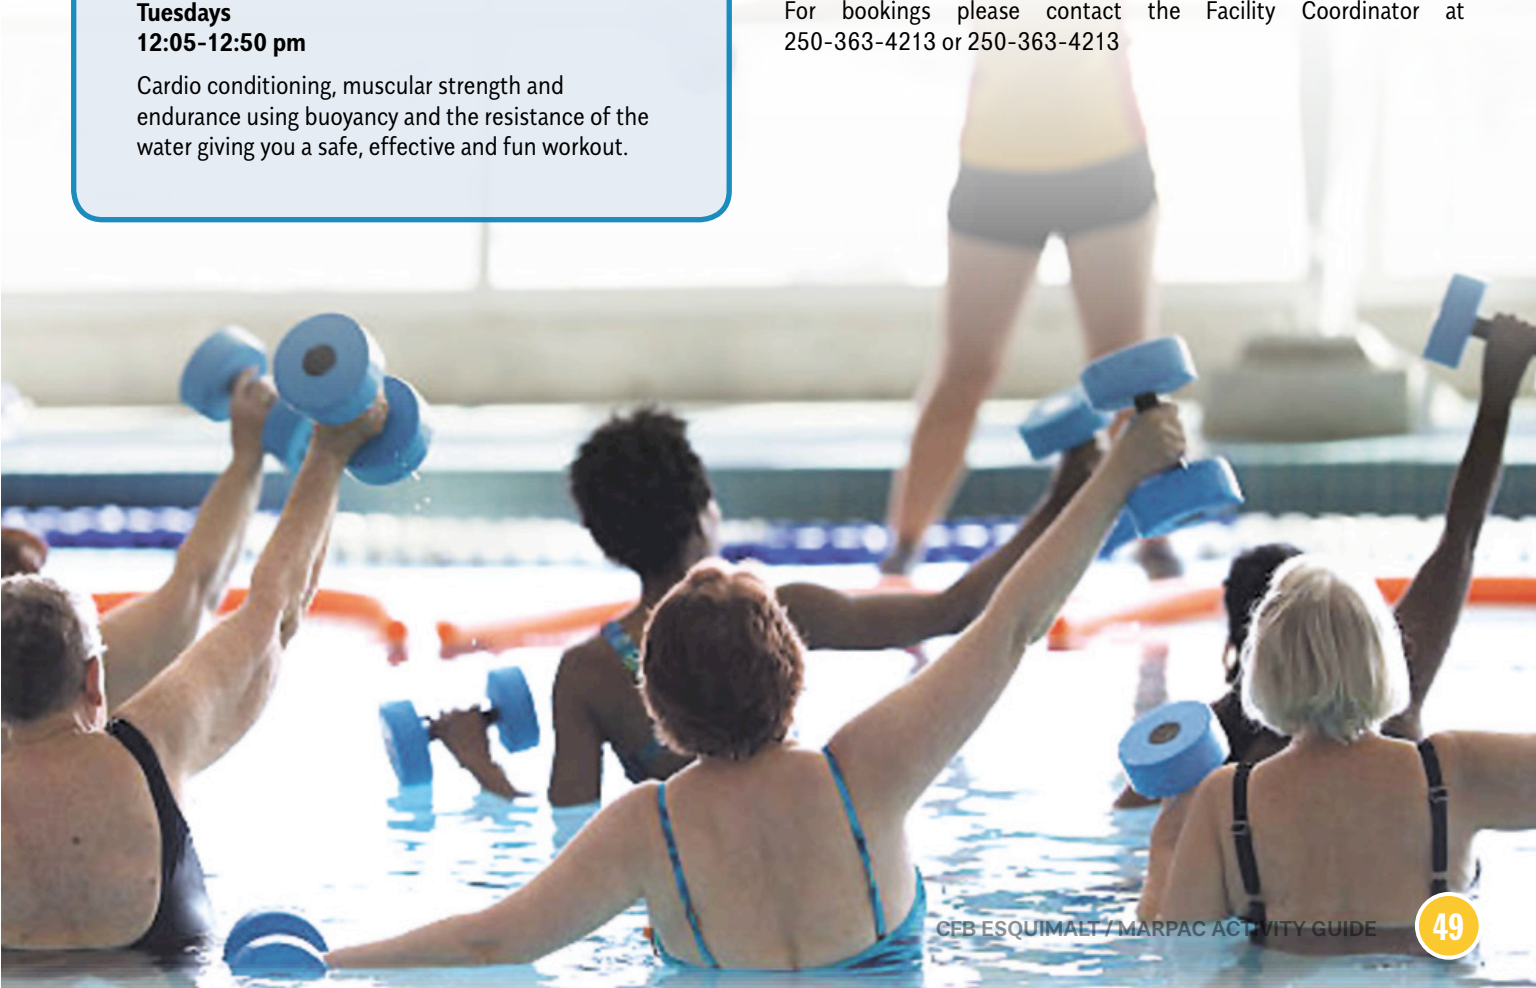 Tuesdays
12:05-12:50 pm
Cardio conditioning, muscular strength and
endurance using buoyancy and the resistance of the
water giving you a safe, effective and fun workout.
For bookings please contact the Facility Coordinator at
250-363-4213 or 250-363-4213
CFB ESQUIMALT / MARPAC ACTIVITY GUIDE
49